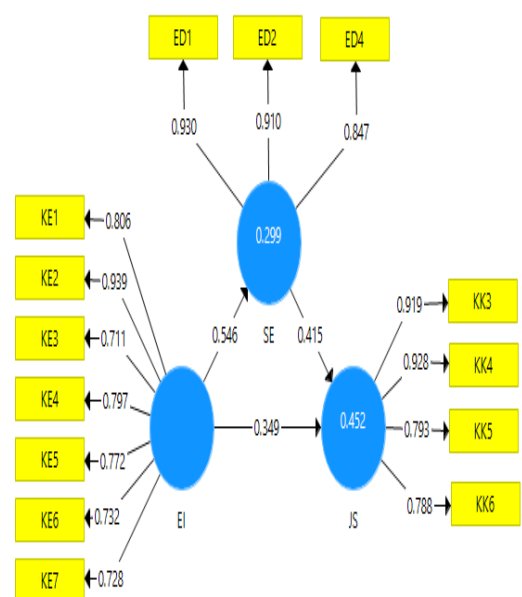 ED1
ED2
ED4
0.930
0.910
0.847
KE1
0.806
KE2
0.939
KE3
0.711
KE4
0.797
KE5
0.772
KE6
0.732
KE7
0.728
0.299
SE
0.546
0.415
0.349
EI
0.452
JS
0.919
KK3
0.928
KK4
0.793
KK5
0.788
KK6